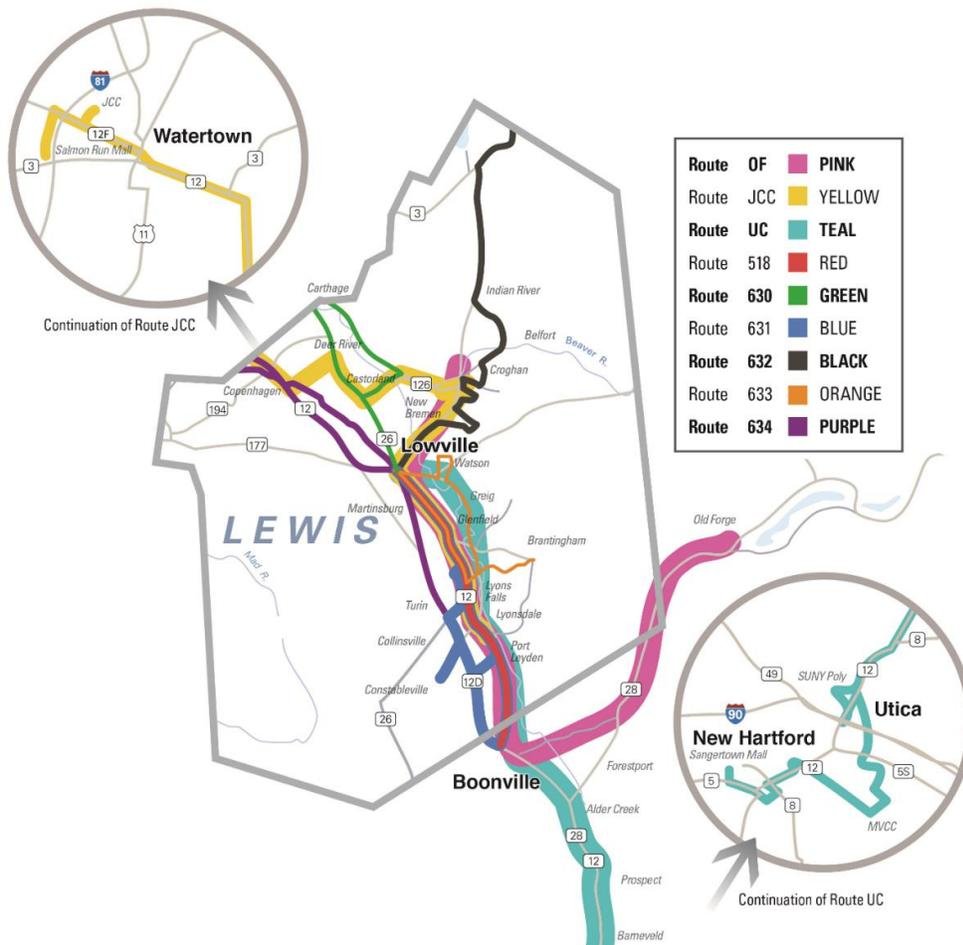 81
JCC
12F
Watertown
Salmon Run Mall
3
3
12
11
Continuation of Route JCC
Route OF PINK
Route JCC YELLOW
Route UC TEAL
Route 518 RED
Route 630 GREEN
Route 631 BLUE
Route 632 BLACK
Route 633 ORANGE
Route 634 PURPLE
3
Carthage
Indian River
Deer River
Belfort
Beaver R.
Croghan
Castorland
126
Copenhagen
New
Bremen
194
12
26
177
Lowville
Watson
LEWIS
Martinsburg
Greig
Glenfield
Brantingham
Old Forge
Mad R.
Lyons
Falls
12
Turin
Lyonsdale
Collinsville
Port
Leyden
12D
Constableville
26
28
Boonville
Forestport
Alder Creek
28
12
Prospect
Barneveld
8
49
SUNY Poly
12
Utica
90
New Hartford
Sangertown Mall
5
12
5S
8
MVCC
Continuation of Route UC